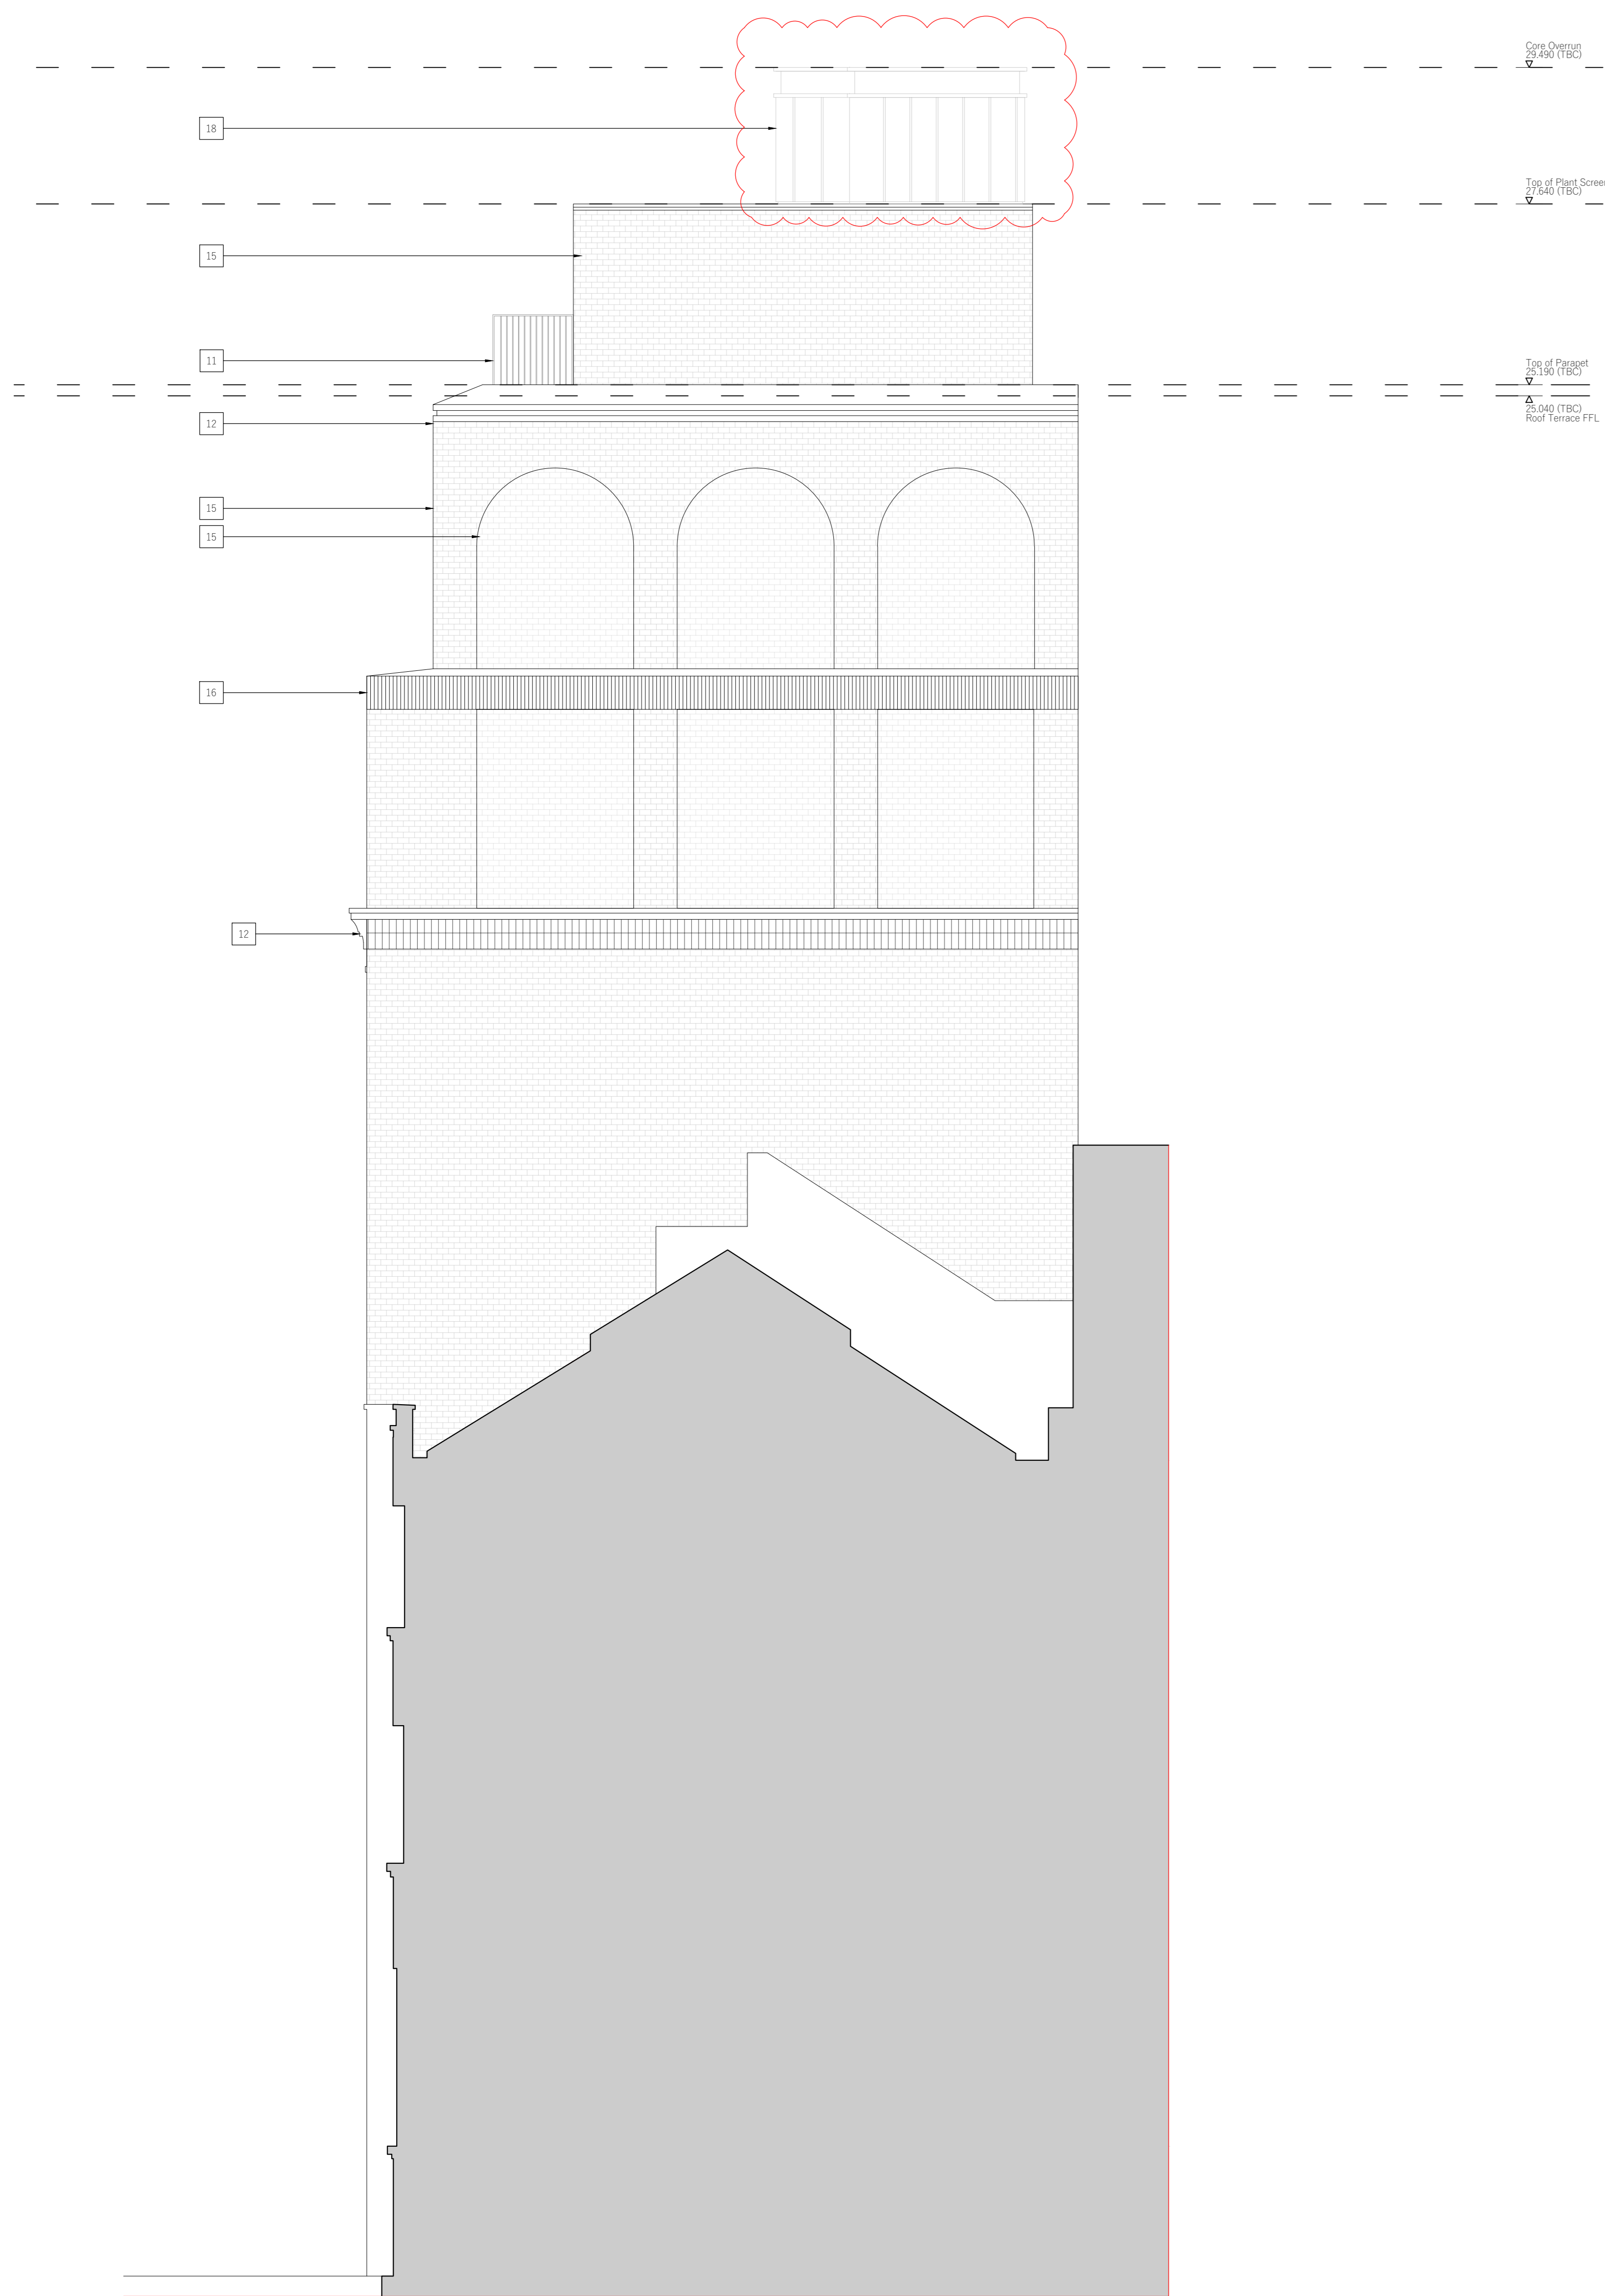 Core Overrun
29.490 (TBC)
18
Top of Plant Screen
27.640 (TBC)
15
11
Top of Parapet
25.190 (TBC)
25.040 (TBC)
Roof Terrace FFL
12
15
15
16
12